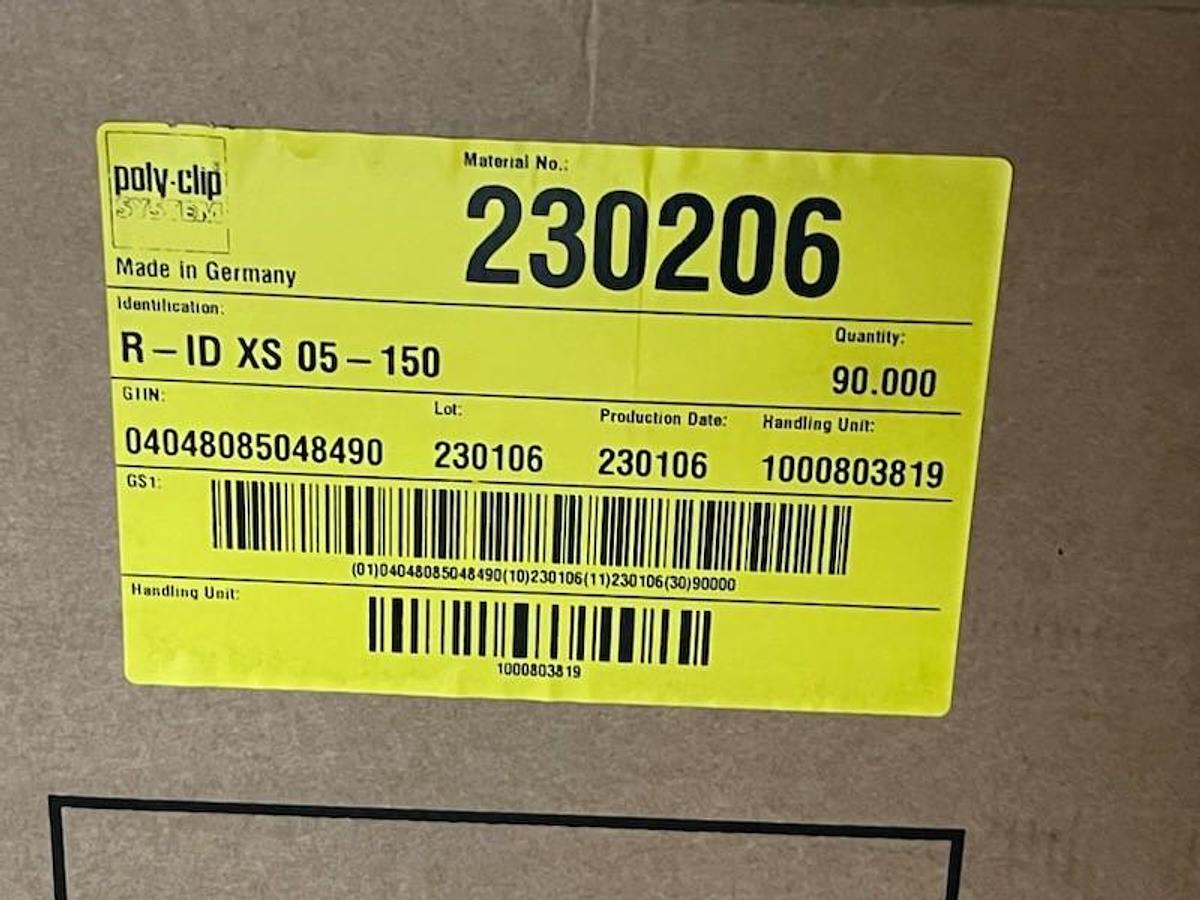 poly-clip
SYSTEM
Made in Germany
Material No.:
230206
Identification:
R-ID XS 05-150
Quantity:
90.000
GTIN:
04048085048490
Lot:
230106
Production Date:
230106
Handling Unit:
1000803819
GS1:
(01)04048085048490(10)230106(11)230106(30)90000
Handling Unit:
1000803819